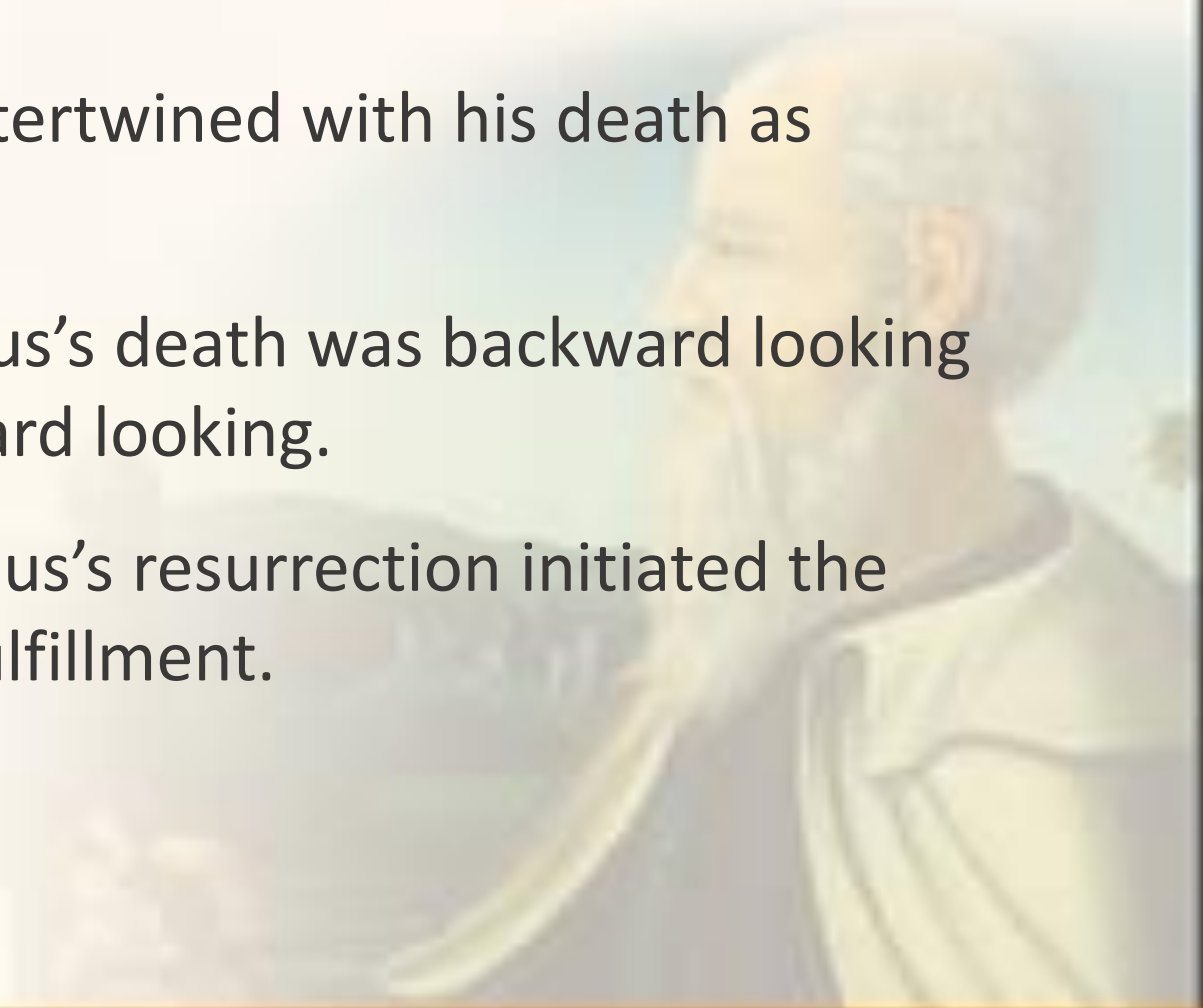 tertwined with his death as
us’s death was backward looking
ard looking.
us’s resurrection initiated the
lfillment.